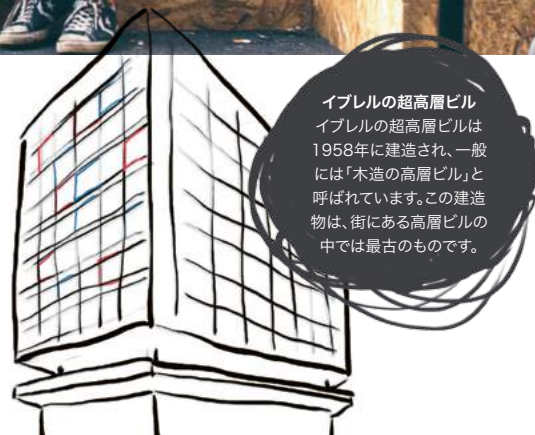 イブレルの超高層ビル
イブレルの超高層ビルは
1958年に建造され、一般
には「木造の高層ビル」と
呼ばれています。この建造
物は、街にある高層ビルの
中では最古のものです。